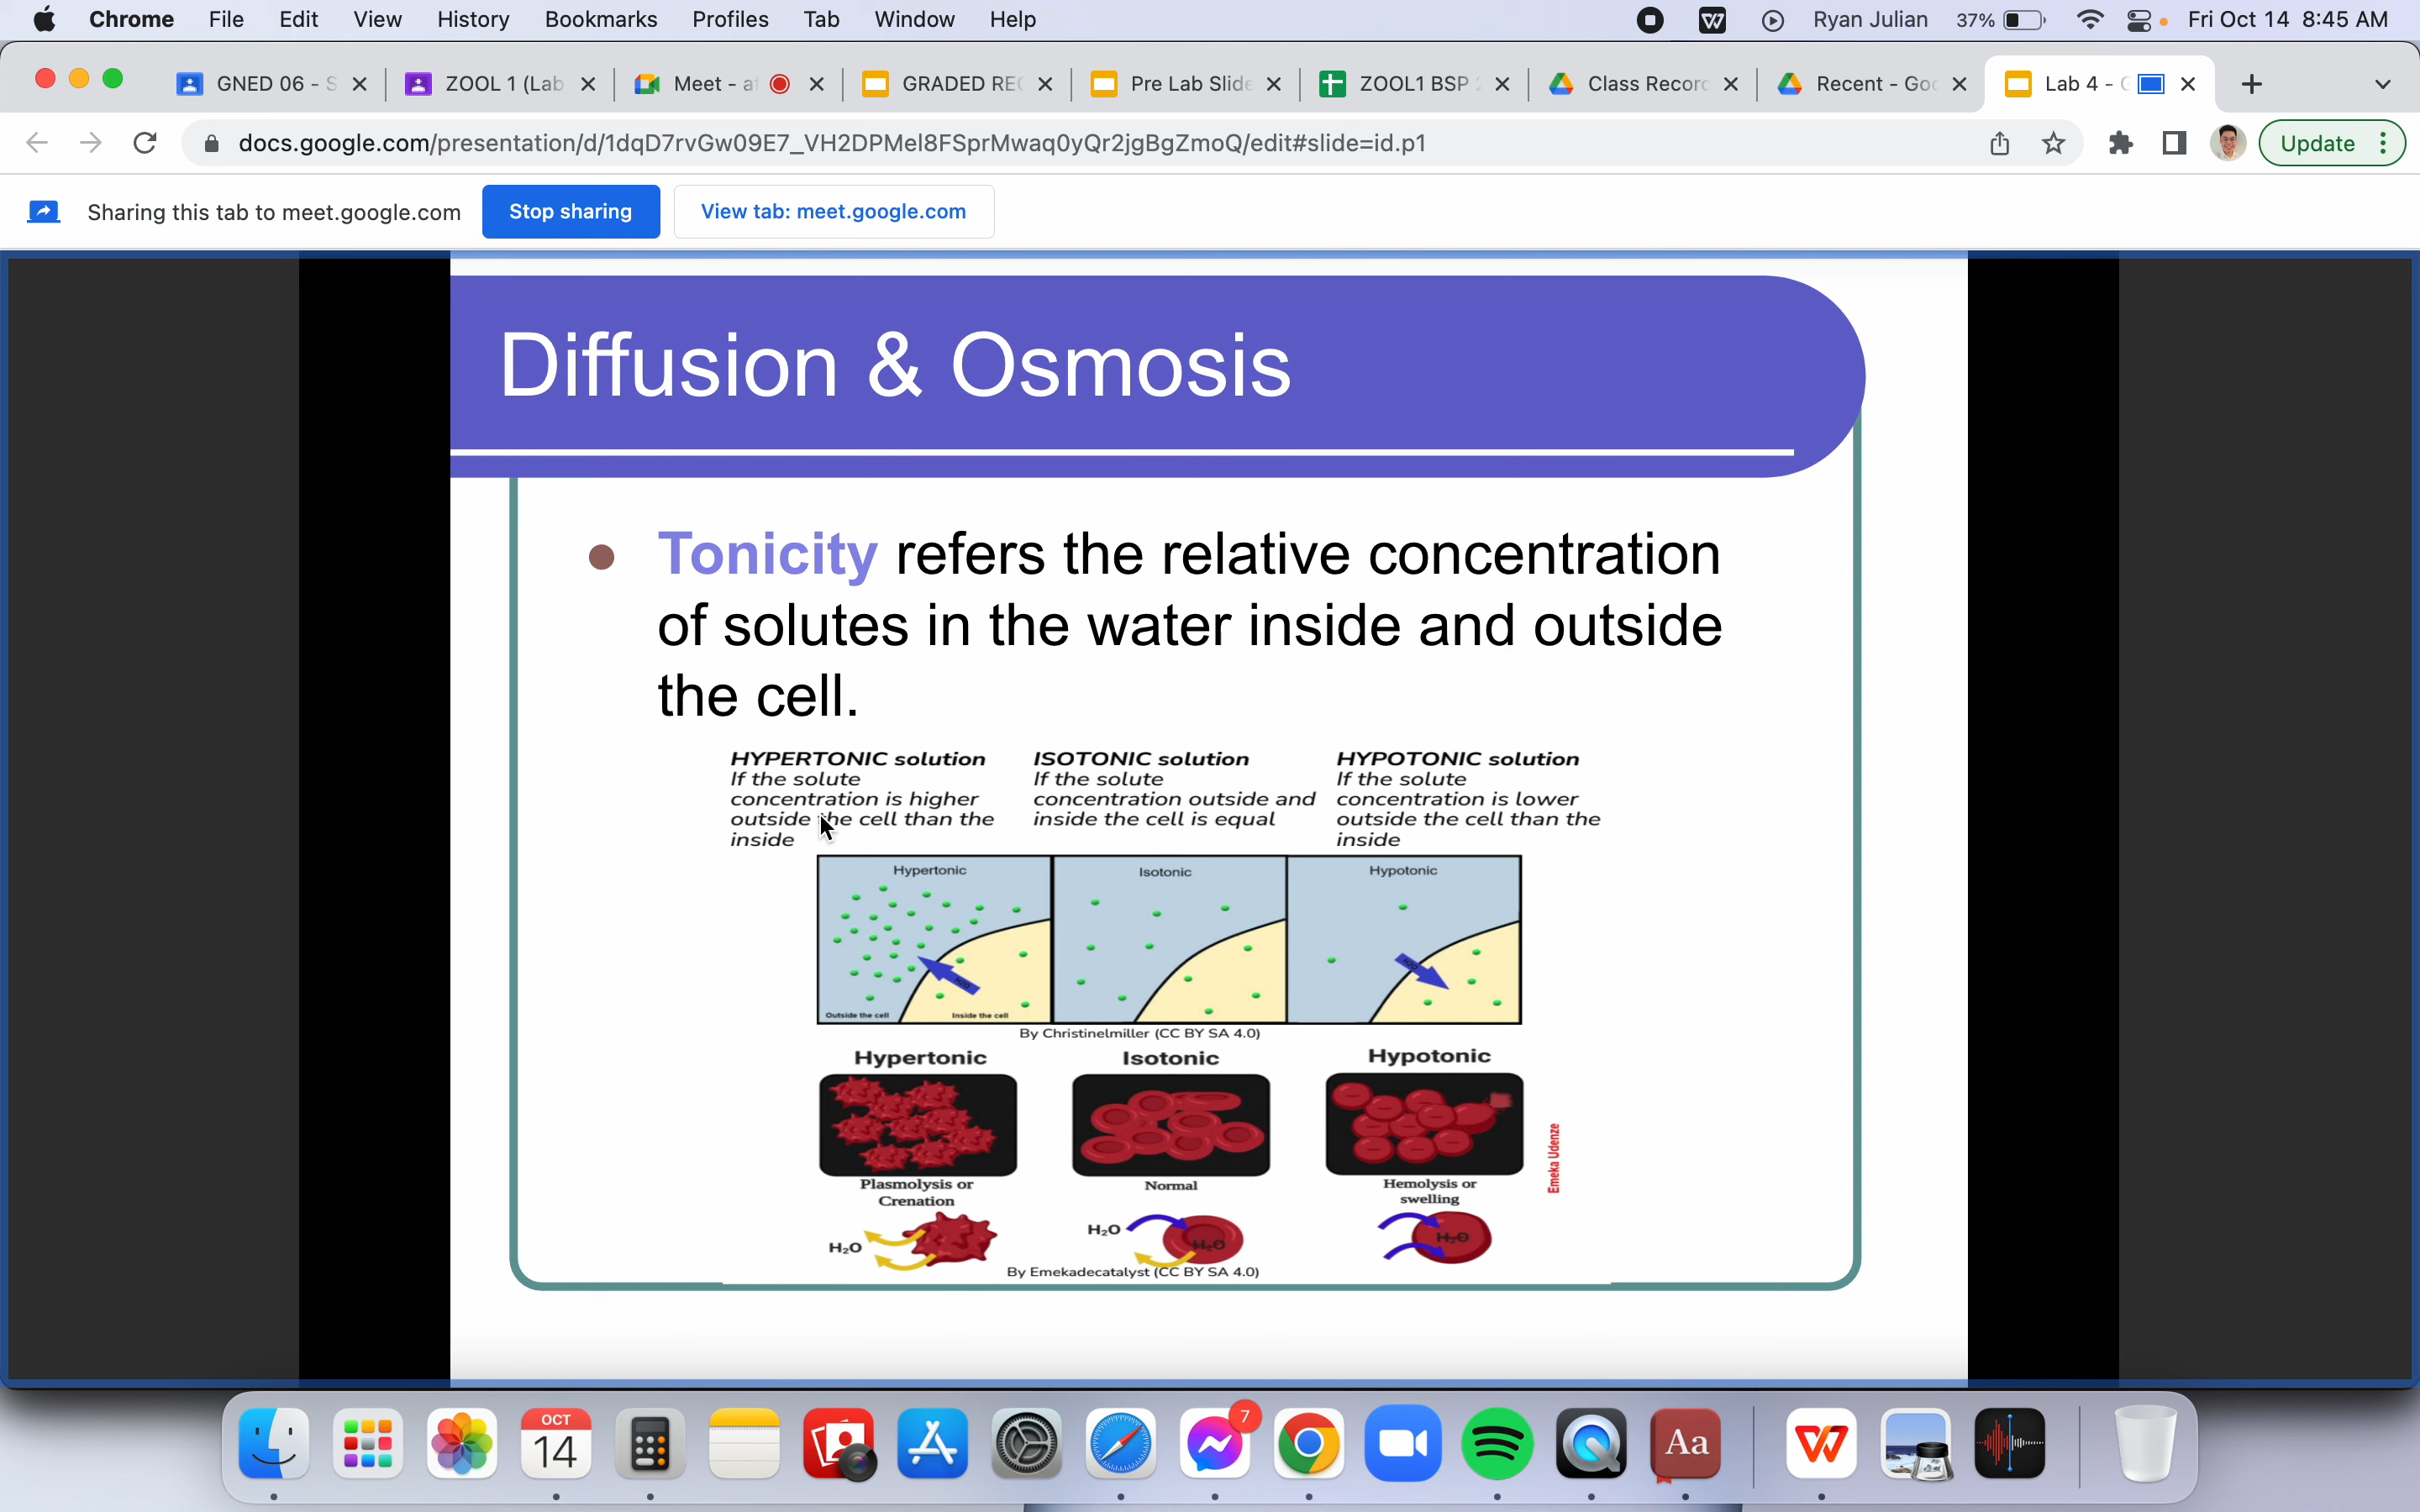 Chrome File Edit View History Bookmarks Profiles Tab Window Help Ryan Julian 37% Fri Oct 14 8:45 AM
GNED 06 - ZOOL 1 (Lab Meet - GRADED Pre Lab ZOOL1 BSP Class Recent - Lab 4 -
docs.google.com/presentation/d/1dqD7rvGw09E7_VH2DPMel8FSprMwaq0yQr2jgBgZmoQ/edit#slide=id.p1 Update
Sharing this tab to meet.google.com Stop sharing View tab: meet.google.com
Diffusion & Osmosis
Tonicity refers the relative concentration
of solutes in the water inside and outside
the cell.
HYPERTONIC solution
If the solute
concentration is higher
outside the cell than the
inside
ISOTONIC solution
If the solute
concentration outside and
inside the cell is equal
HYPOTONIC solution
If the solute
concentration is lower
outside the cell than the
inside
Hypertonic Isotonic Hypotonic
H₂O H₂O
Outside the cell Inside the cell
By Christinelmiller (CC BY SA 4.0)
Hypertonic Isotonic Hypotonic
Emeka Udenze
Plasmolysis or
Crenation
Normal
Hemolysis or
swelling
H₂O H₂O H₂O H₂O
By Emekadecatalyst (CC BY SA 4.0)
7
OCT
14
Aa